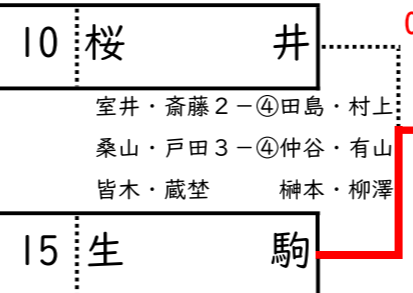 10 桜井
0
室井・斎藤2－④田島・村上
桑山・戸田3－④仲谷・有山
皆木・蔵埜 榊本・柳澤
15 生駒